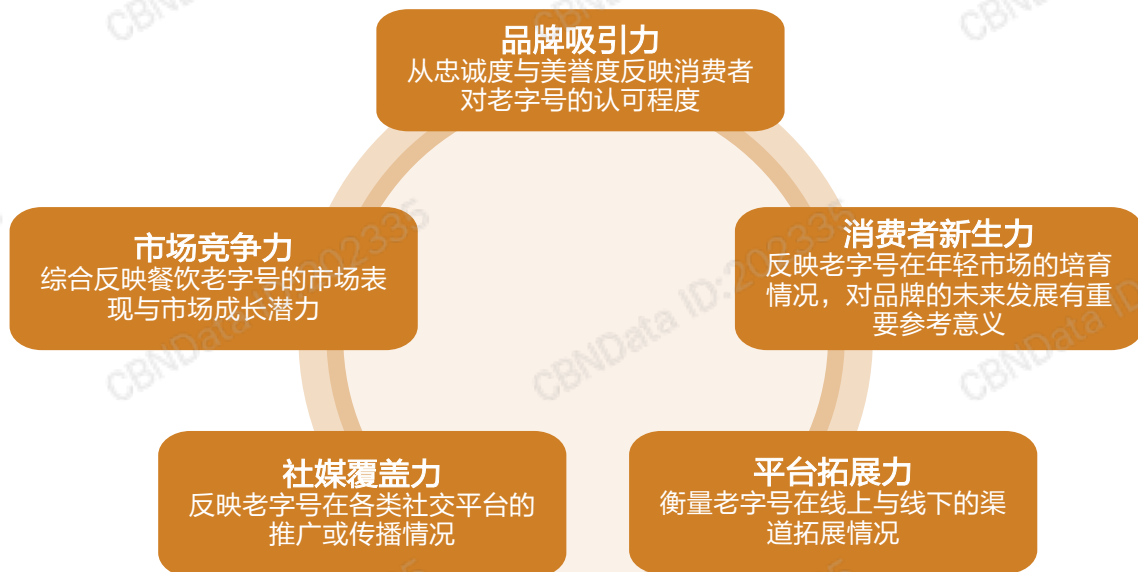 品牌吸引力
从忠诚度与美誉度反映消费者
对老字号的认可程度
市场竞争力
综合反映餐饮老字号的市场表
现与市场成长潜力
消费者新生力
反映老字号在年轻市场的培育
情况，对品牌的未来发展有重
要参考意义
社媒覆盖力
反映老字号在各类社交平台的
推广或传播情况
平台拓展力
衡量老字号在线上与线下的渠
道拓展情况
CBNData ID:202335